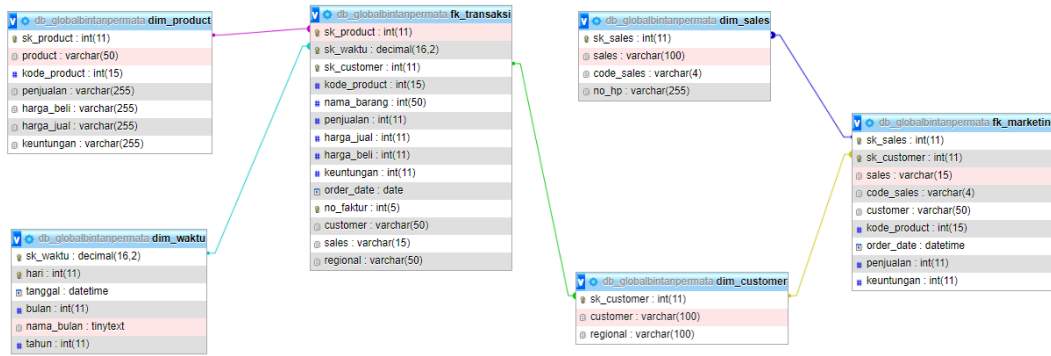 db_globalbintanpermata dim_product
sk_product : int(11)
product : varchar(50)
kode_product : int(15)
penjualan : varchar(255)
harga_beli : varchar(255)
harga_jual : varchar(255)
keuntungan : varchar(255)
db_globalbintanpermata fk_transaksi
sk_product : int(11)
sk_waktu : decimal(16,2)
sk_customer : int(11)
kode_product : int(15)
nama_barang : int(50)
penjualan : int(11)
harga_jual : int(11)
harga_beli : int(11)
keuntungan : int(11)
order_date : date
no_faktur : int(5)
customer : varchar(50)
sales : varchar(15)
regional : varchar(50)
db_globalbintanpermata dim_sales
sk_sales : int(11)
sales : varchar(100)
code_sales : varchar(4)
no_hp : varchar(255)
db_globalbintanpermata fk_marketin
sk_sales : int(11)
sk_customer : int(11)
sales : varchar(15)
code_sales : varchar(4)
customer : varchar(50)
kode_product : int(15)
order_date : datetime
penjualan : int(11)
keuntungan : int(11)
db_globalbintanpermata dim_waktu
sk_waktu : decimal(16,2)
hari : int(11)
tanggal : datetime
bulan : int(11)
nama_bulan : tinytext
tahun : int(11)
db_globalbintanpermata dim_customer
sk_customer : int(11)
customer : varchar(100)
regional : varchar(100)